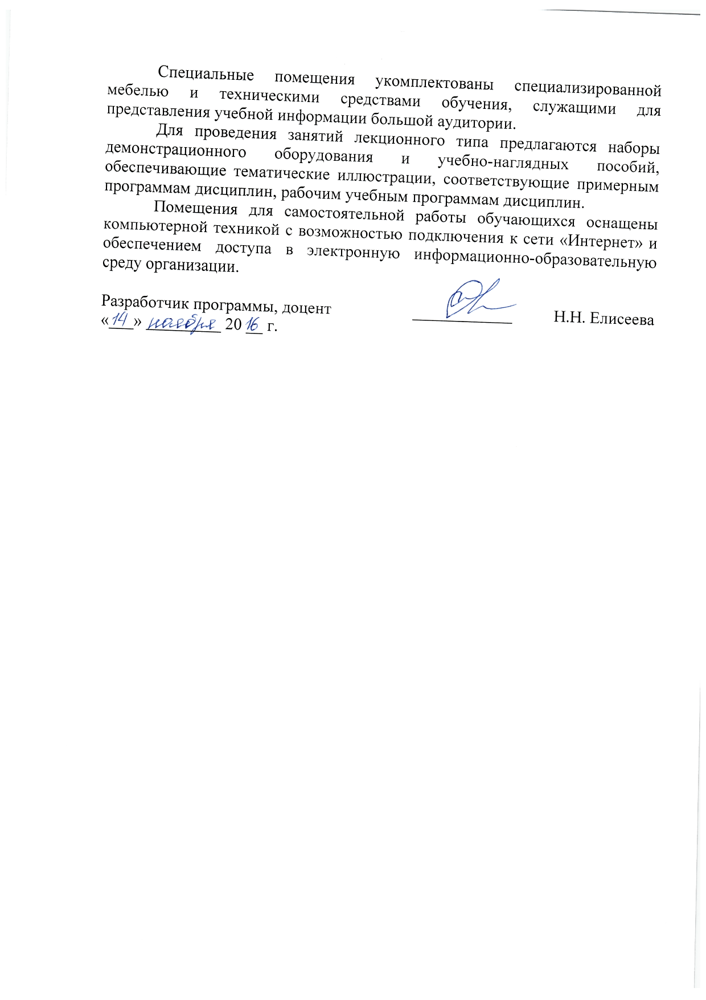 Специальные помещения укомплектованы специализированной
мебелью и техническими средствами обучения, служащими для
представления учебной информации большой аудитории.
Для проведения занятий лекционного типа предлагаются наборы
демонстрационного оборудования и учебно-наглядных пособий,
обеспечивающие тематические иллюстрации, соответствующие примерным
программам дисциплин, рабочим учебным программам дисциплин.
Помещения для самостоятельной работы обучающихся оснащены
компьютерной техникой с возможностью подключения к сети «Интернет» и
обеспечением доступа в электронную информационно-образовательную
среду организации.
Разработчик программы, доцент Н.Н. Елисеева
«14» ноября 2016 г.